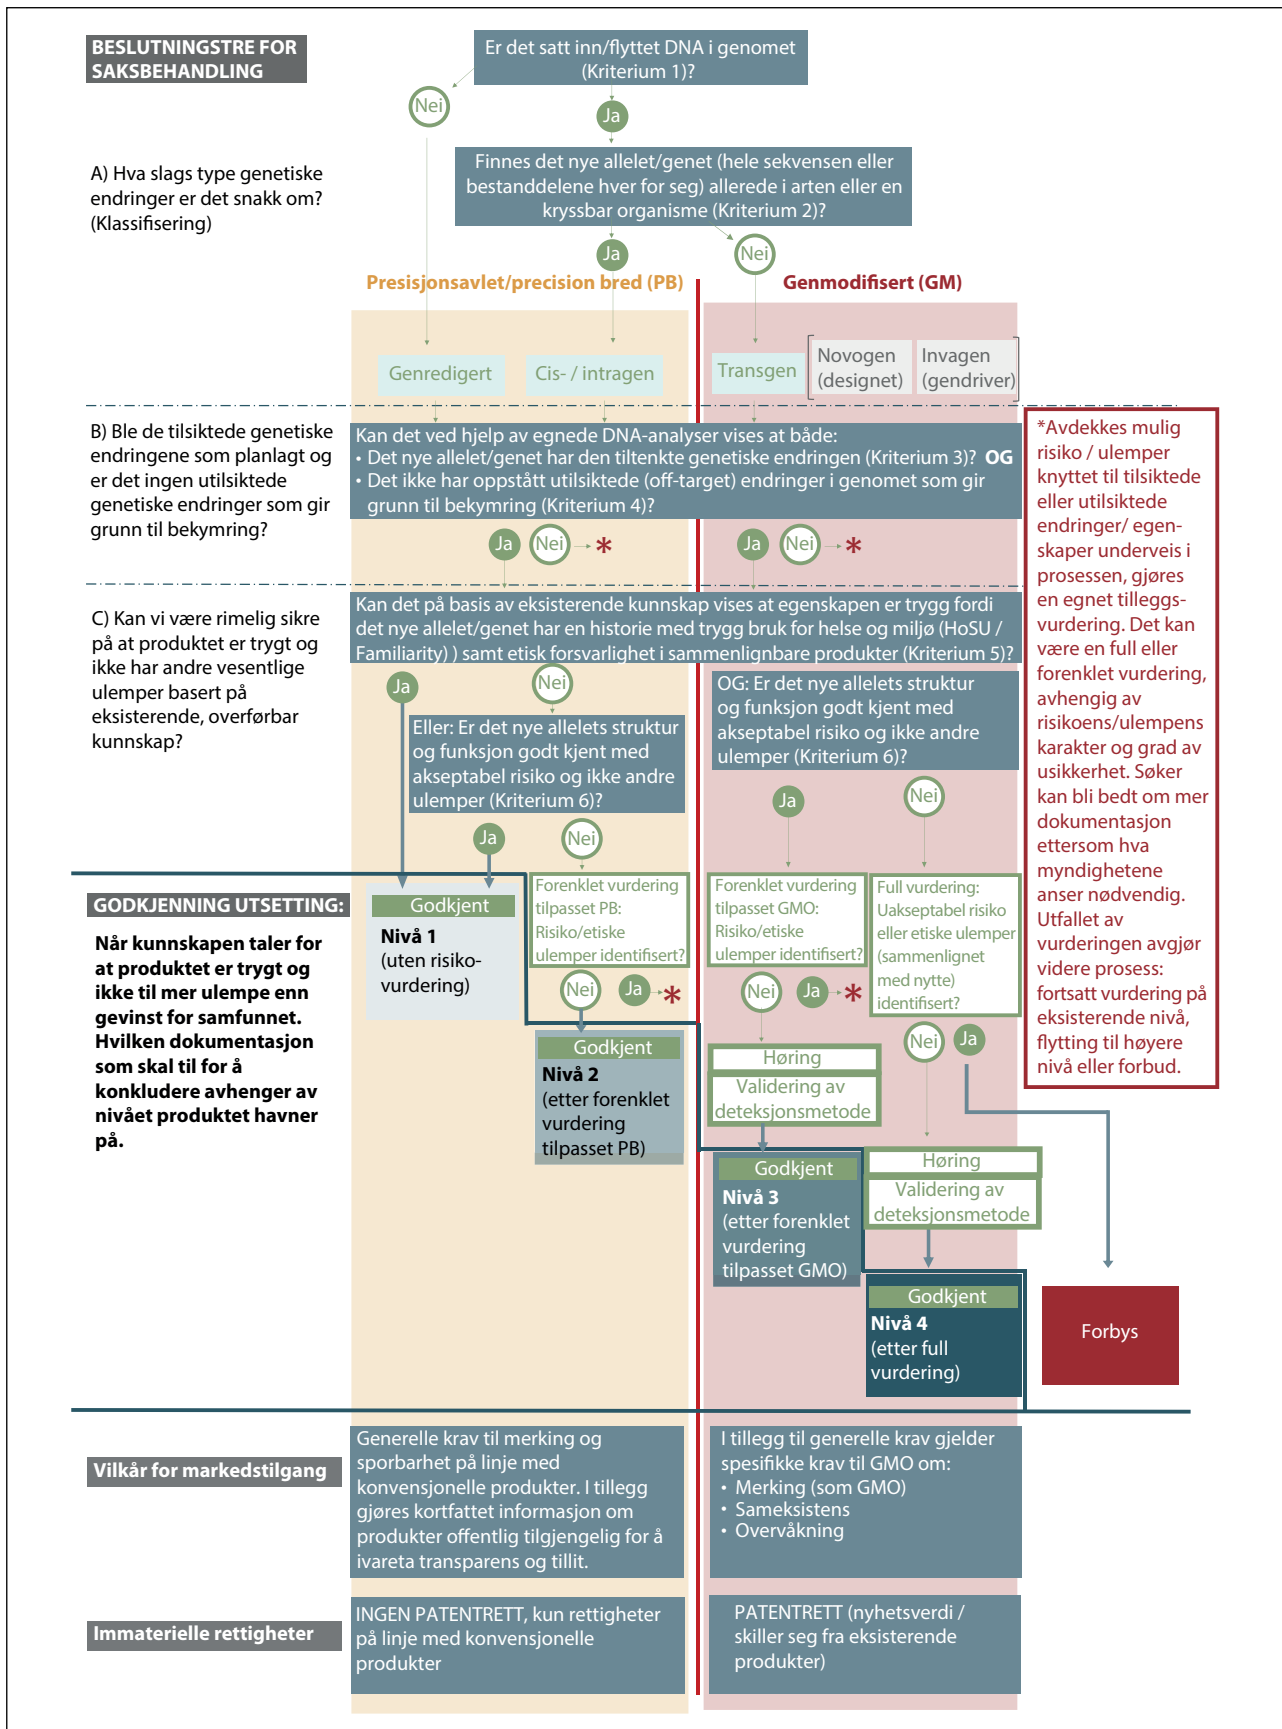 BESLUTNINGSTRE FOR
SAKSBEHANDLING
Er det satt inn/flyttet DNA i genomet
(Kriterium 1)?
Nei
Ja
A) Hva slags type genetiske
endringer er det snakk om?
(Klassifisering)
Finnes det nye allelet/genet (hele sekvensen eller
bestanddelene hver for seg) allerede i arten eller en
kryssbar organisme (Kriterium 2)?
Ja
Nei
Presisjonsavlet/precision bred (PB)
Genmodifisert (GM)
Genredigert
Cis- / intragen
Transgen
Novogen
(designet)
Invagen
(gendriver)
B) Ble de tilsiktede genetiske
endringene som planlagt og
er det ingen utilsiktede
genetiske endringer som gir
grunn til bekymring?
Kan det ved hjelp av egnede DNA-analyser vises at både:
• Det nye allelet/genet har den tiltenkte genetiske endringen (Kriterium 3)? OG
• Det ikke har oppstått utilsiktede (off-target) endringer i genomet som gir
grunn til bekymring (Kriterium 4)?
Ja
Nei
*
Ja
Nei
*
C) Kan vi være rimelig sikre
på at produktet er trygt og
ikke har andre vesentlige
ulemper basert på
eksisterende, overførbar
kunnskap?
Kan det på basis av eksisterende kunnskap vises at egenskapen er trygg fordi
det nye allelet/genet har en historie med trygg bruk for helse og miljø (HoSU /
Familiarity) ) samt etisk forsvarlighet i sammenlignbare produkter (Kriterium 5)?
Ja
Nei
Eller: Er det nye allelets struktur
og funksjon godt kjent med
akseptabel risiko og ikke andre
ulemper (Kriterium 6)?
OG: Er det nye allelets struktur
og funksjon godt kjent med
akseptabel risiko og ikke andre
ulemper (Kriterium 6)?
Ja
Nei
Ja
Nei
*Avdekkes mulig
risiko / ulemper
knyttet til tilsiktede
eller utilsiktede
endringer/ egen-
skaper underveis i
prosessen, gjøres
en egnet tilleggs-
vurdering. Det kan
være en full eller
forenklet vurdering,
avhengig av
risikoens/ulempens
karakter og grad av
usikkerhet. Søker
kan bli bedt om mer
dokumentasjon
ettersom hva
myndighetene
anser nødvendig.
Utfallet av
vurderingen avgjør
videre prosess:
fortsatt vurdering på
eksisterende nivå,
flytting til høyere
nivå eller forbud.
GODKJENNING UTSETTING:
Når kunnskapen taler for
at produktet er trygt og
ikke til mer ulempe enn
gevinst for samfunnet.
Hvilken dokumentasjon
som skal til for å
konkludere avhenger av
nivået produktet havner
på.
Godkjent
Nivå 1
(uten risiko-
vurdering)
Forenklet vurdering
tilpasset PB:
Risiko/etiske
ulemper identifisert?
Nei
Ja
*
Godkjent
Nivå 2
(etter forenklet
vurdering
tilpasset PB)
Forenklet vurdering
tilpasset GMO:
Risiko/etiske
ulemper identifisert?
Nei
Ja
*
Høring
Validering av
deteksjonsmetode
Godkjent
Nivå 3
(etter forenklet
vurdering
tilpasset GMO)
Full vurdering:
Uakseptabel risiko
eller etiske ulemper
(sammenlignet
med nytte)
identifisert?
Nei
Ja
Høring
Validering av
deteksjonsmetode
Godkjent
Nivå 4
(etter full
vurdering)
Forbys
Vilkår for markedstilgang
Generelle krav til merking og
sporbarhet på linje med
konvensjonelle produkter. I tillegg
gjøres kortfattet informasjon om
produkter offentlig tilgjengelig for å
ivareta transparens og tillit.
I tillegg til generelle krav gjelder
spesifikke krav til GMO om:
• Merking (som GMO)
• Sameksistens
• Overvåkning
Immaterielle rettigheter
INGEN PATENTRETT, kun rettigheter
på linje med konvensjonelle
produkter
PATENTRETT (nyhetsverdi /
skiller seg fra eksisterende
produkter)